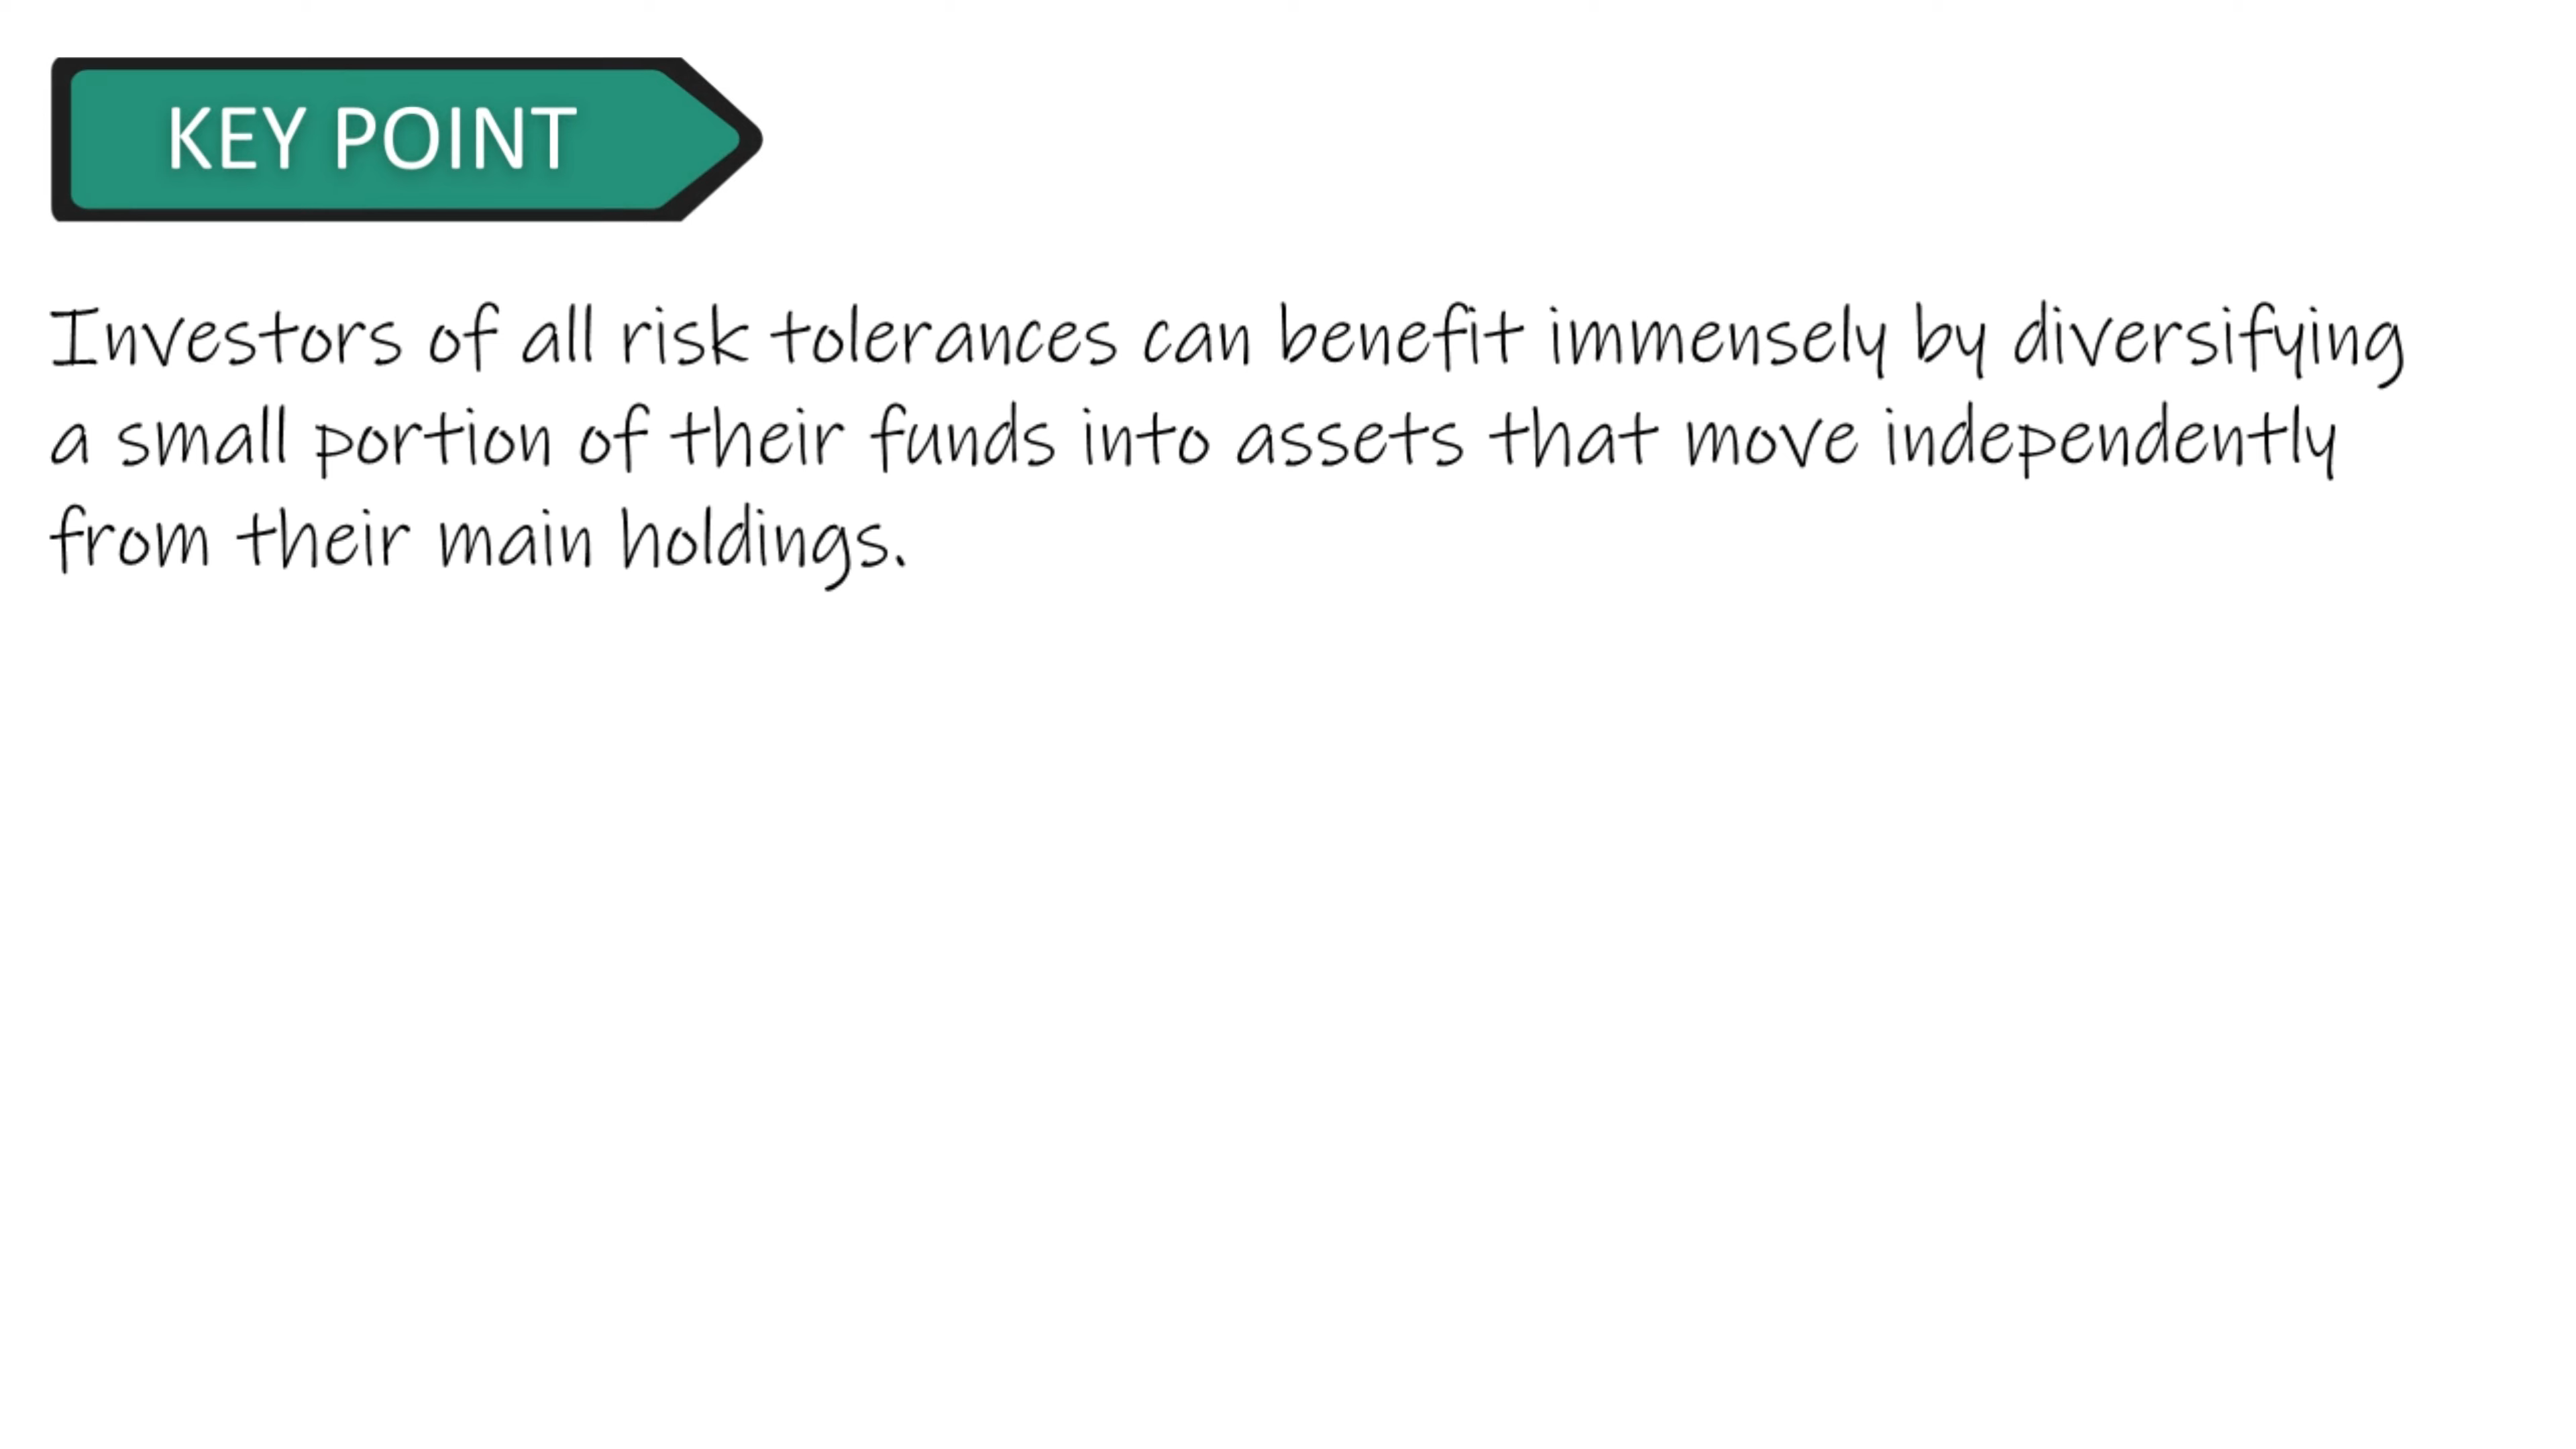 KEY POINT
Investors of all risk tolerances can benefit immensely by diversifying
a small portion of their funds into assets that move independently
from their main holdings.